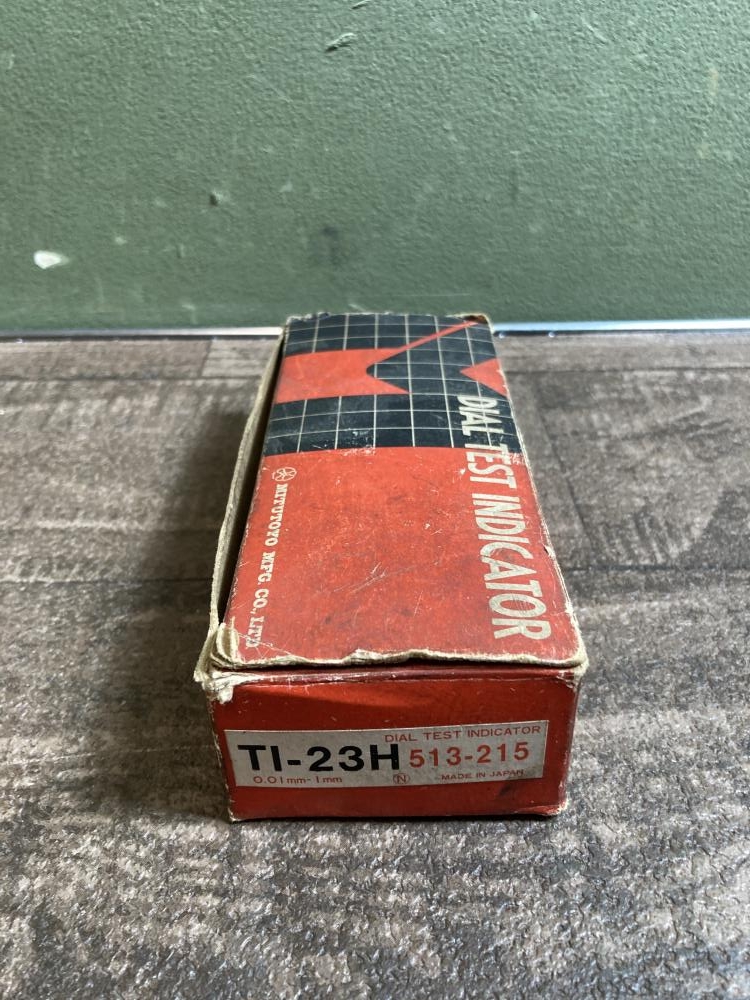 DIAL TEST INDICATOR
MITUTOYO MFG. CO., LTD.
DIAL TEST INDICATOR
TI-23H 513-215
0.01mm-1mm N MADE IN JAPAN